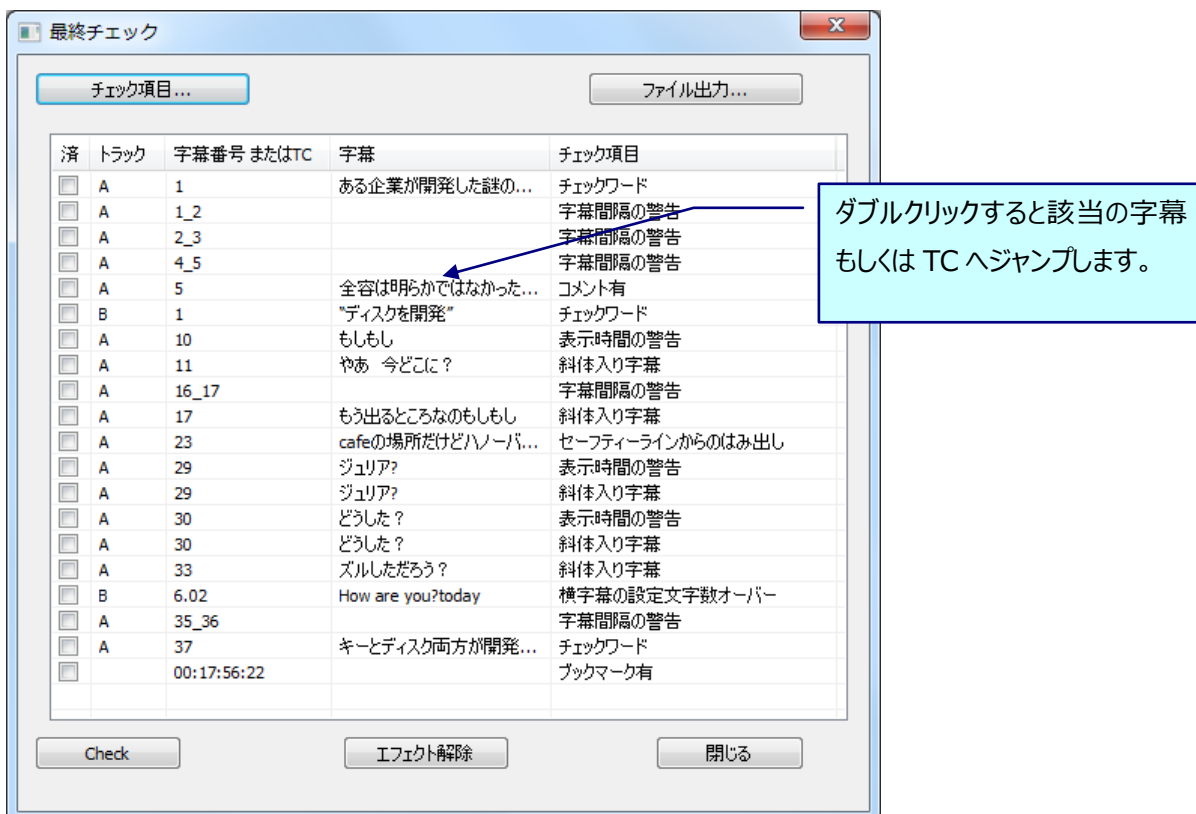 最終チェック
チェック項目...
ファイル出力...
済 トラック 字幕番号 またはTC 字幕 チェック項目
A 1 ある企業が開発した謎の... チェックワード
A 1_2 字幕間隔の警告
A 2_3 字幕間隔の警告
A 4_5 字幕間隔の警告
A 5 全容は明らかではなかった... コメント有
B 1 "ディスクを開発" チェックワード
A 10 もしもし 表示時間の警告
A 11 やあ 今どこに？ 斜体入り字幕
A 16_17 字幕間隔の警告
A 17 もう出るところなのもしもし 斜体入り字幕
A 23 cafeの場所だけどハノーバ... セーフティーラインからのはみ出し
A 29 ジュリア? 表示時間の警告
A 29 ジュリア? 斜体入り字幕
A 30 どうした？ 表示時間の警告
A 30 どうした？ 斜体入り字幕
A 33 ズルしただろう？ 斜体入り字幕
B 6.02 How are you?today 横字幕の設定文字数オーバー
A 35_36 字幕間隔の警告
A 37 キーとディスク両方が開発... チェックワード
00:17:56:22 ブックマーク有
Check
エフェクト解除
閉じる
ダブルクリックすると該当の字幕
もしくは TC へジャンプします。